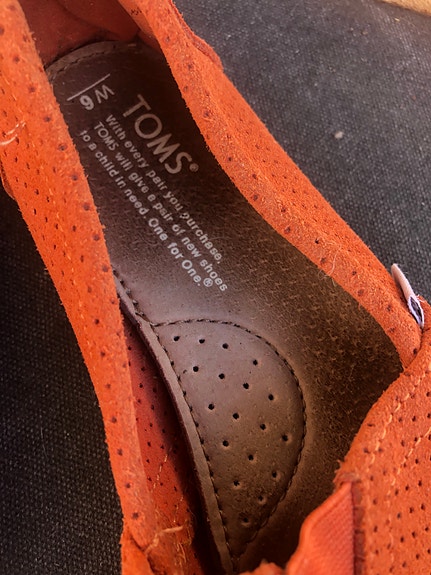 W 9
TOMS®
With every pair you purchase,
TOMS will give a pair of new shoes
to a child in need. One for One.®